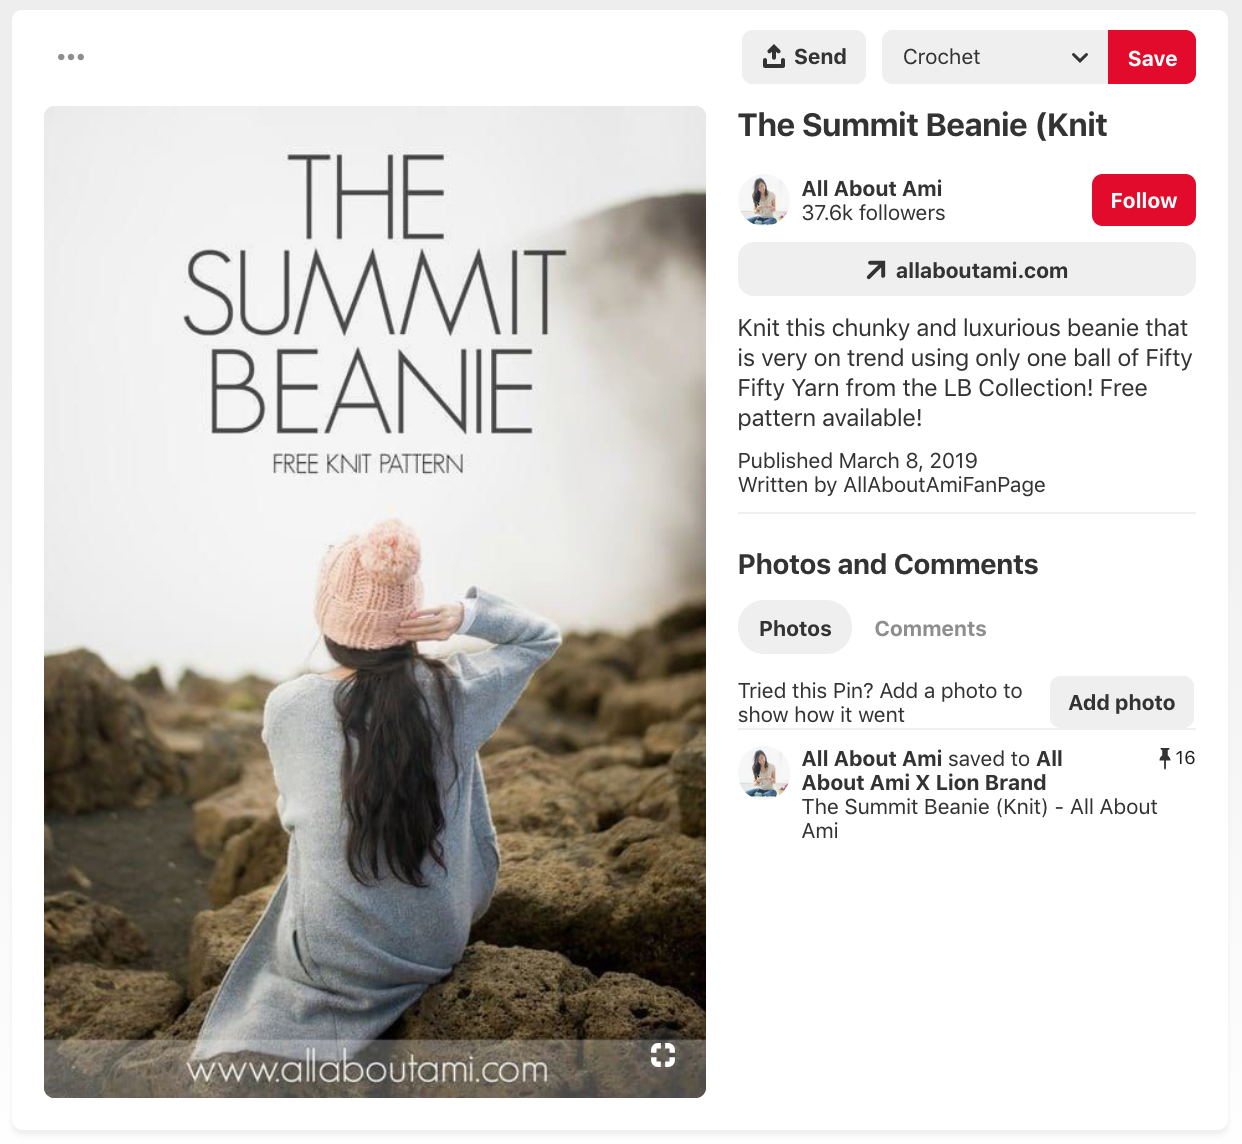 Send
Crochet
Save
THE
SUMMIT
BEANIE
FREE KNIT PATTERN
www.allaboutami.com
The Summit Beanie (Knit
All About Ami
37.6k followers
Follow
allaboutami.com
Knit this chunky and luxurious beanie that
is very on trend using only one ball of Fifty
Fifty Yarn from the LB Collection! Free
pattern available!
Published March 8, 2019
Written by AllAboutAmiFanPage
Photos and Comments
Photos
Comments
Tried this Pin? Add a photo to
show how it went
Add photo
All About Ami saved to All
About Ami X Lion Brand
16
The Summit Beanie (Knit) - All About
Ami